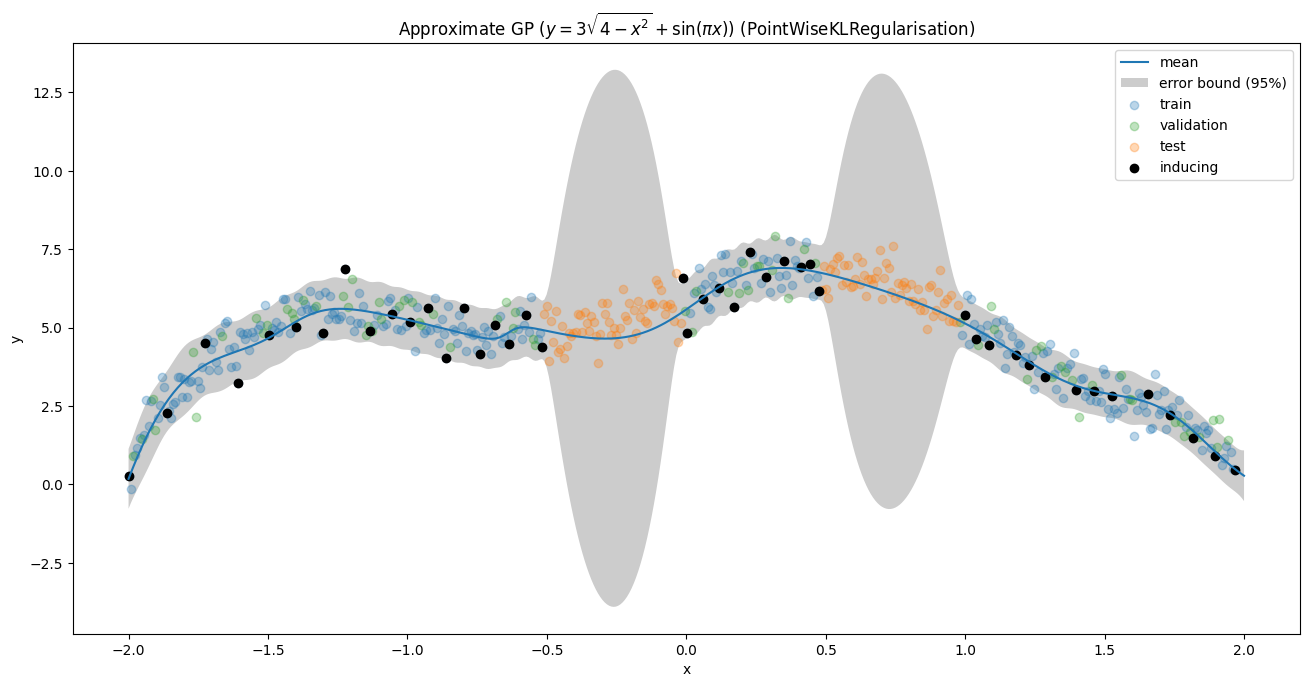 Approximate GP (y = 3√4 − x² + sin(πx)) (PointWiseKLRegularisation)
mean
error bound (95%)
train
validation
test
inducing
12.5
10.0
7.5
5.0
2.5
0.0
−2.5
y
−2.0 −1.5 −1.0 −0.5 0.0 0.5 1.0 1.5 2.0
x